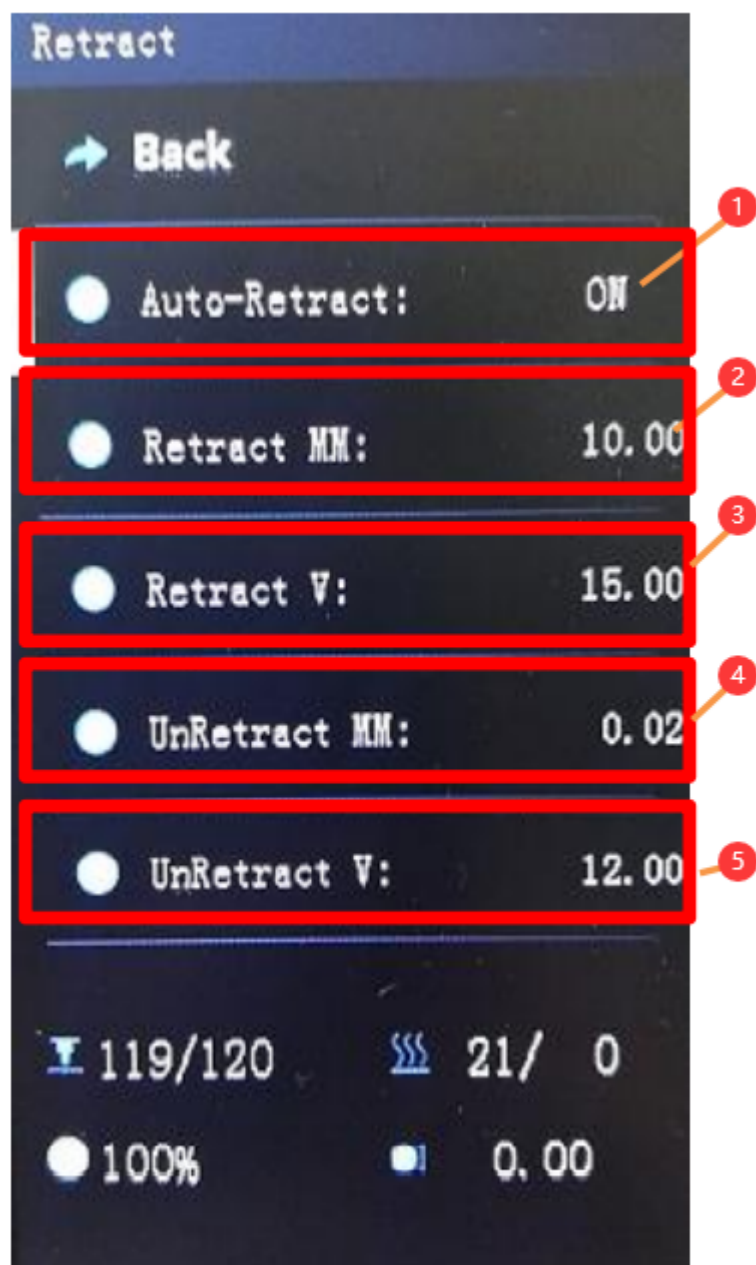 Retract
Back
1
Auto-Retract: ON
2
Retract MM: 10.00
3
Retract V: 15.00
4
UnRetract MM: 0.02
UnRetract V: 12.00 5
119/120 21/ 0
100% 0.00